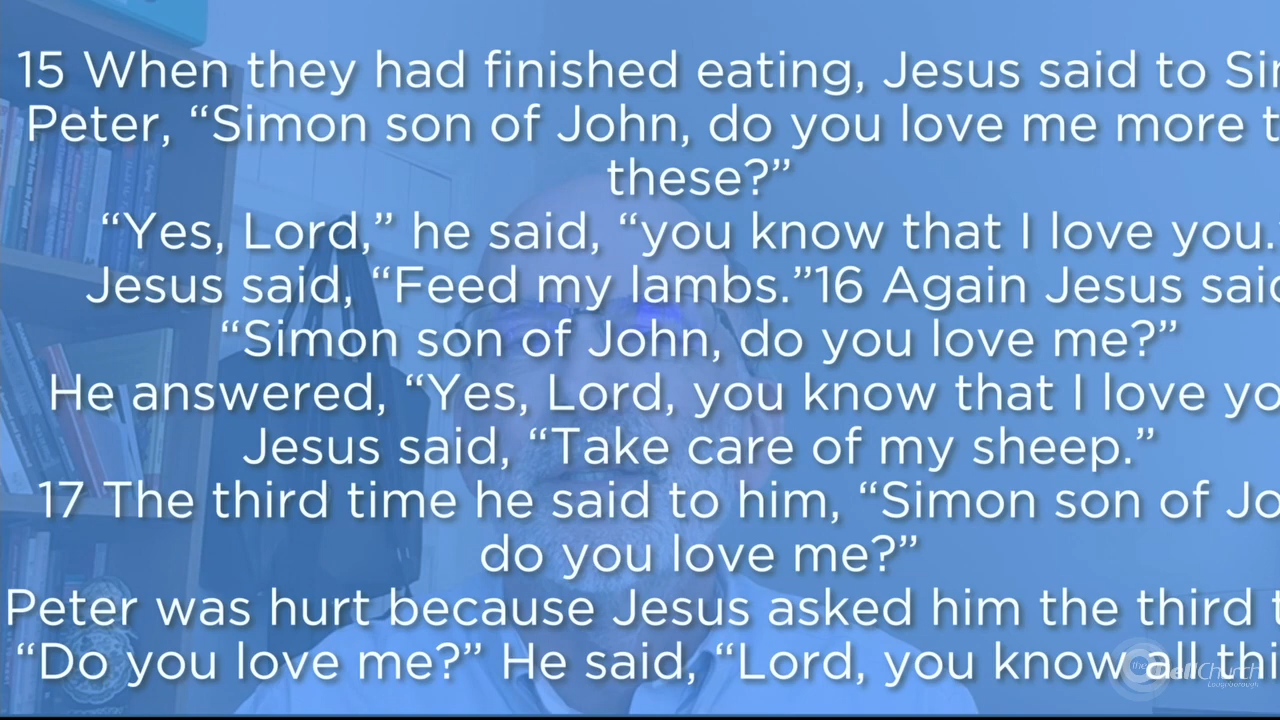 15 When they had finished eating, Jesus said to Sim
Peter, “Simon son of John, do you love me more t
these?”
“Yes, Lord,” he said, “you know that I love you.
Jesus said, “Feed my lambs.”16 Again Jesus said
“Simon son of John, do you love me?”
He answered, “Yes, Lord, you know that I love yo
Jesus said, “Take care of my sheep.”
17 The third time he said to him, “Simon son of Jo
do you love me?”
Peter was hurt because Jesus asked him the third t
“Do you love me?” He said, “Lord, you know all thi
the
Church
Loughborough